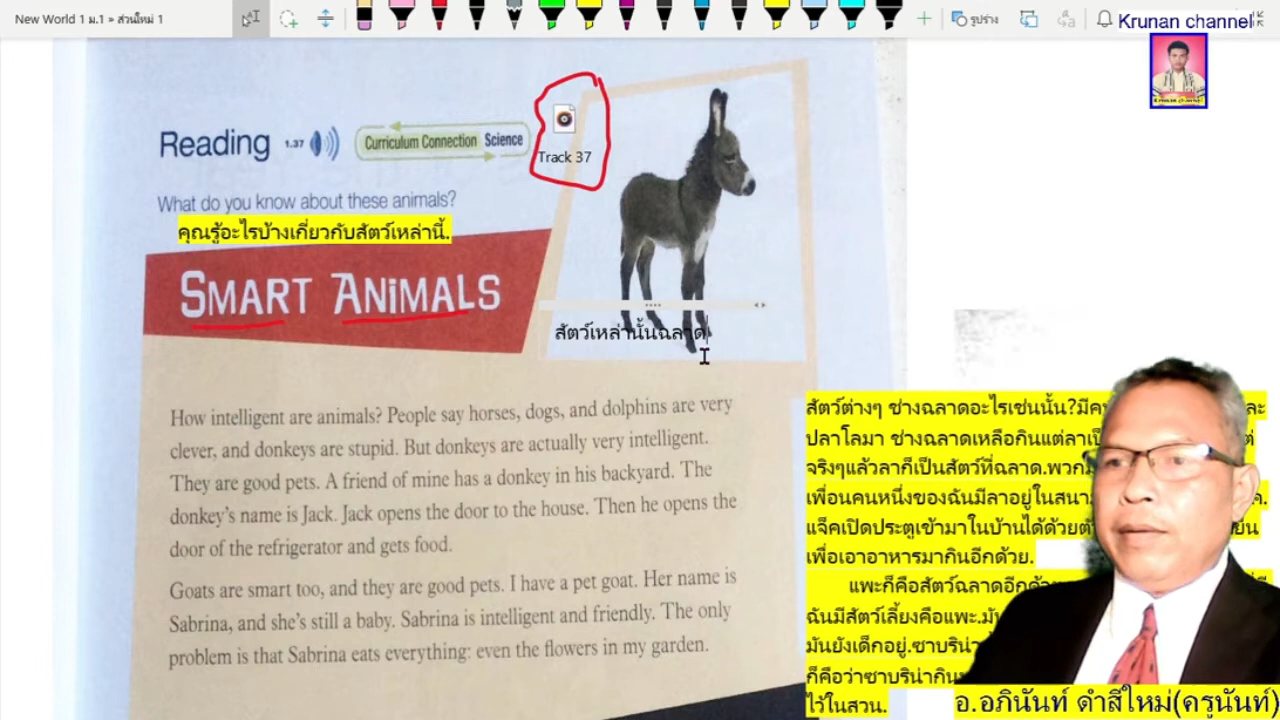 New World 1 ม.1 » ส่วนใหม่ 1
รูปร่าง
Krunan channel
Reading 1.37 Curriculum Connection Science
Track 37
What do you know about these animals?
คุณรู้อะไรบ้างเกี่ยวกับสัตว์เหล่านี้.
SMART ANiMALS
สัตว์เหล่านั้นฉลาด
How intelligent are animals? People say horses, dogs, and dolphins are very
clever, and donkeys are stupid. But donkeys are actually very intelligent.
They are good pets. A friend of mine has a donkey in his backyard. The
donkey's name is Jack. Jack opens the door to the house. Then he opens the
door of the refrigerator and gets food.
Goats are smart too, and they are good pets. I have a pet goat. Her name is
Sabrina, and she's still a baby. Sabrina is intelligent and friendly. The only
problem is that Sabrina eats everything: even the flowers in my garden.
สัตว์ต่างๆ ช่างฉลาดอะไรเช่นนั้น?มี
ปลาโลมา ช่างฉลาดเหลือกินแต่ลา
จริงๆแล้วลาก็เป็นสัตว์ที่ฉลาด.
เพื่อนคนหนึ่งของฉันมีลาอยู่ใน
แจ็คเปิดประตูเข้ามาในบ้านได้ด้วย
เพื่อเอาอาหารมากินอีกด้วย.
แพะก็คือสัตว์ฉลาด
ฉันมีสัตว์เลี้ยงคือแพะ.
มันยังเด็กอยู่.
ก็คือว่าซาบริน่า
ไว้ในสวน.
อ.อภินันท์ ดำสีใหม่(ครูนันท์)